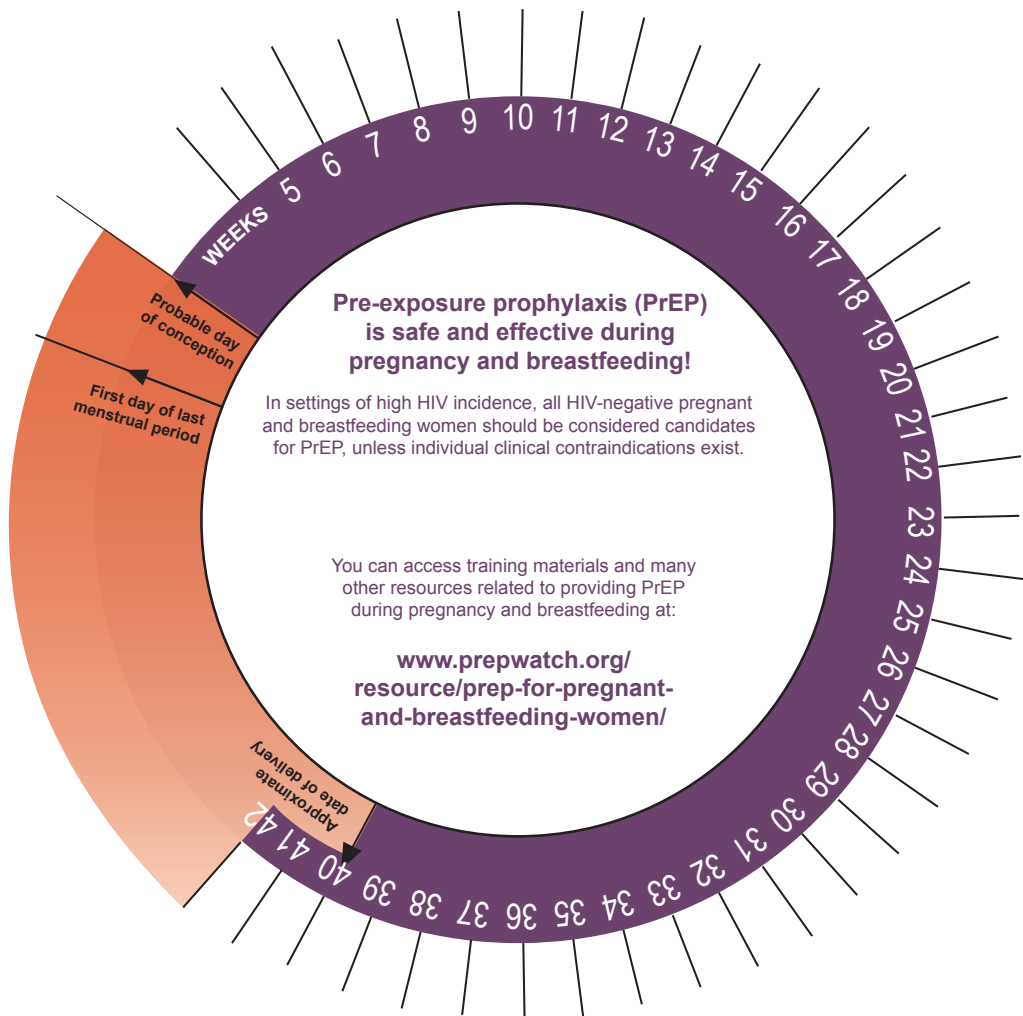 WEEKS
5
6
7
8
9
10
11
12
13
14
15
16
17
18
19
20
21
22
23
24
25
26
27
28
29
30
31
32
33
34
35
36
37
38
39
40
41
42
Probable day
of conception
First day of last
menstrual period
Approximate
date of delivery
Pre-exposure prophylaxis (PrEP)
is safe and effective during
pregnancy and breastfeeding!
In settings of high HIV incidence, all HIV-negative pregnant
and breastfeeding women should be considered candidates
for PrEP, unless individual clinical contraindications exist.
You can access training materials and many
other resources related to providing PrEP
during pregnancy and breastfeeding at:
www.prepwatch.org/
resource/prep-for-pregnant-
and-breastfeeding-women/